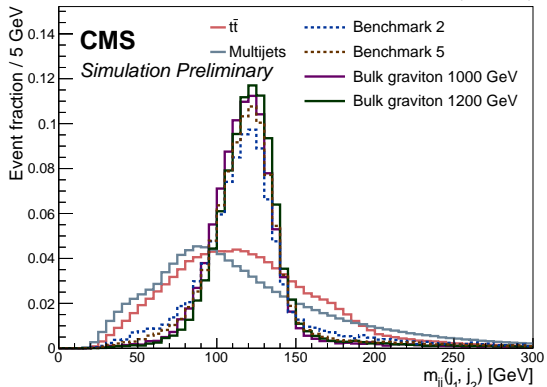 CMS
Simulation Preliminary
tt̄
Multijets
Benchmark 2
Benchmark 5
Bulk graviton 1000 GeV
Bulk graviton 1200 GeV
Event fraction / 5 GeV
0.14
0.12
0.1
0.08
0.06
0.04
0.02
0
0 50 100 150 200 250 300
m_jj(j_1, j_2) [GeV]